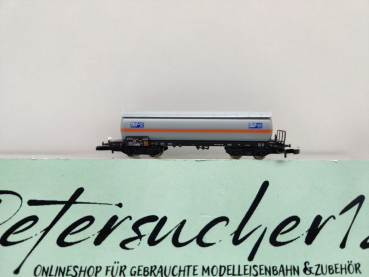 Petersucher1
ONLINESHOP FÜR GEBRAUCHTE MODELLEISENBAHN & ZUBEHÖR